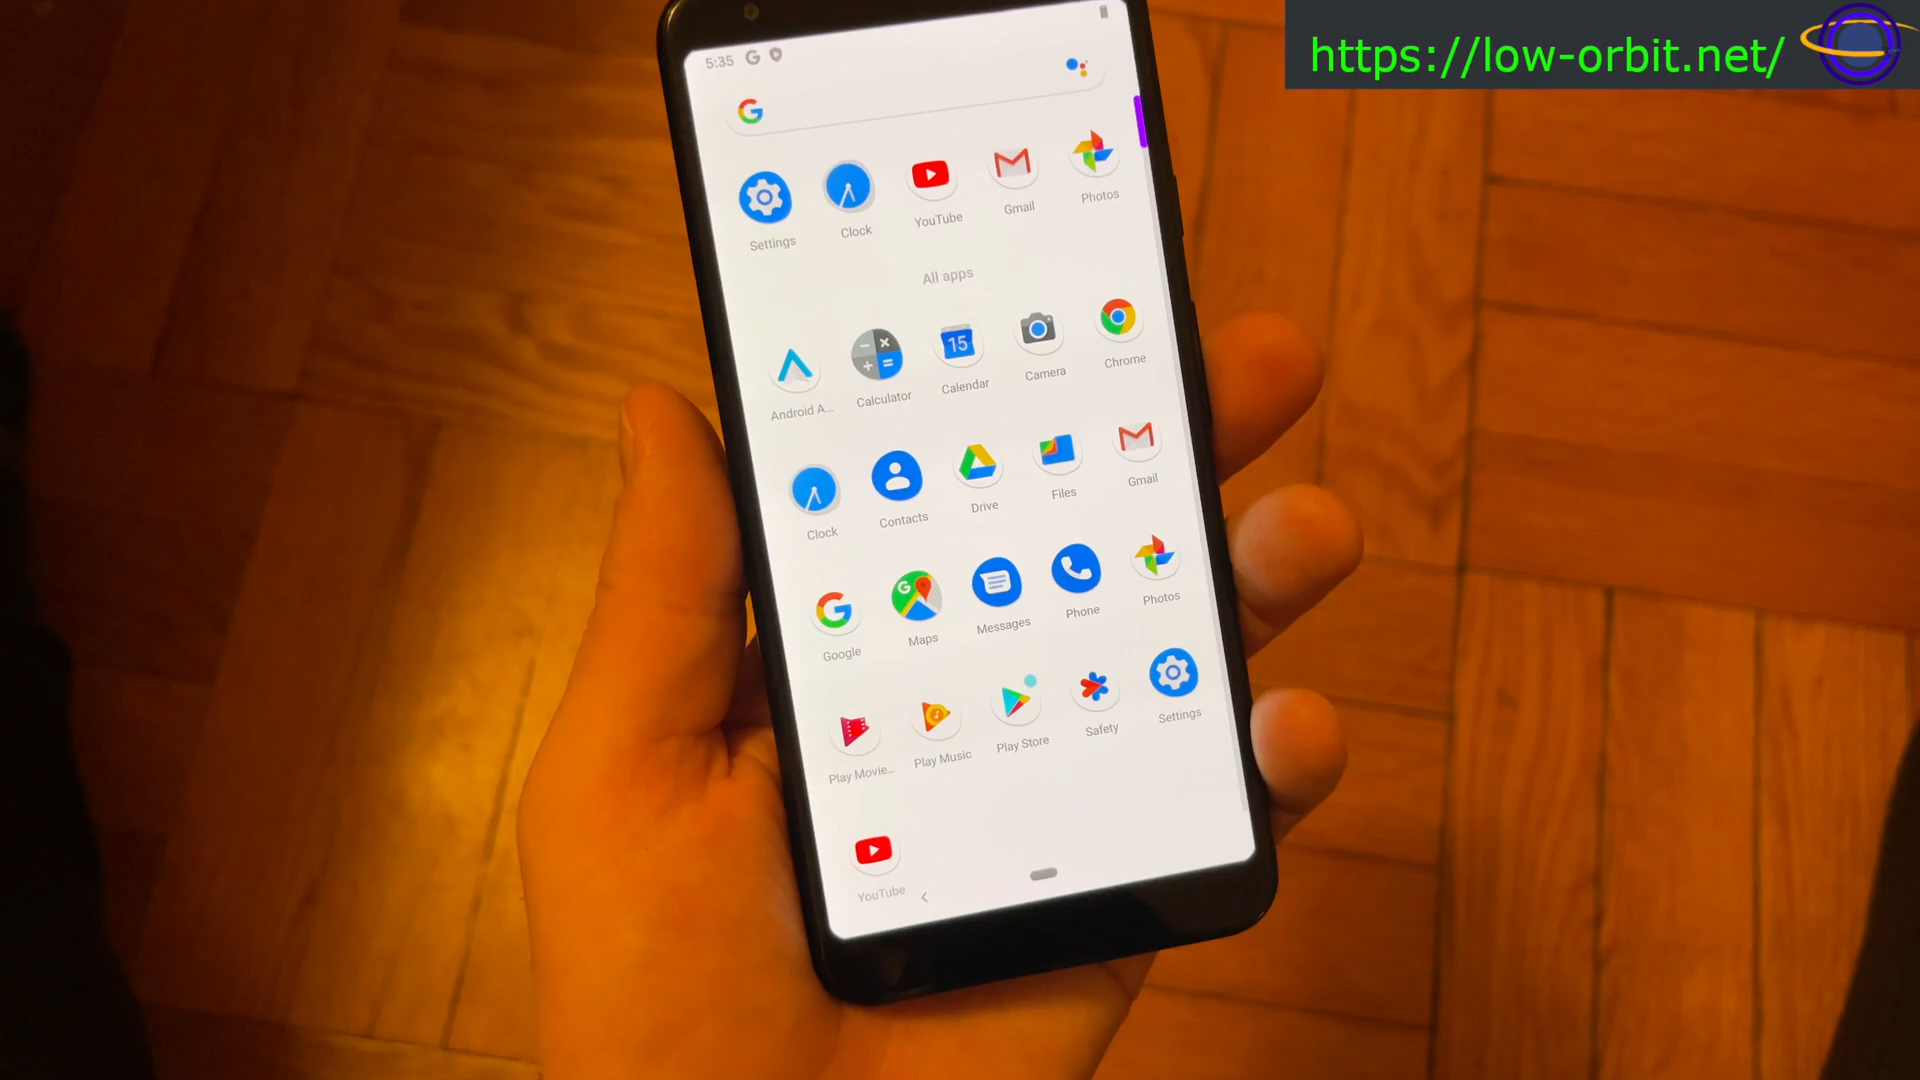 https://low-orbit.net/
5:35
Settings Clock YouTube Gmail Photos
All apps
Android A... Calculator Calendar Camera Chrome
15
Clock Contacts Drive Files Gmail
Google Maps Messages Phone Photos
Play Movie... Play Music Play Store Safety Settings
YouTube